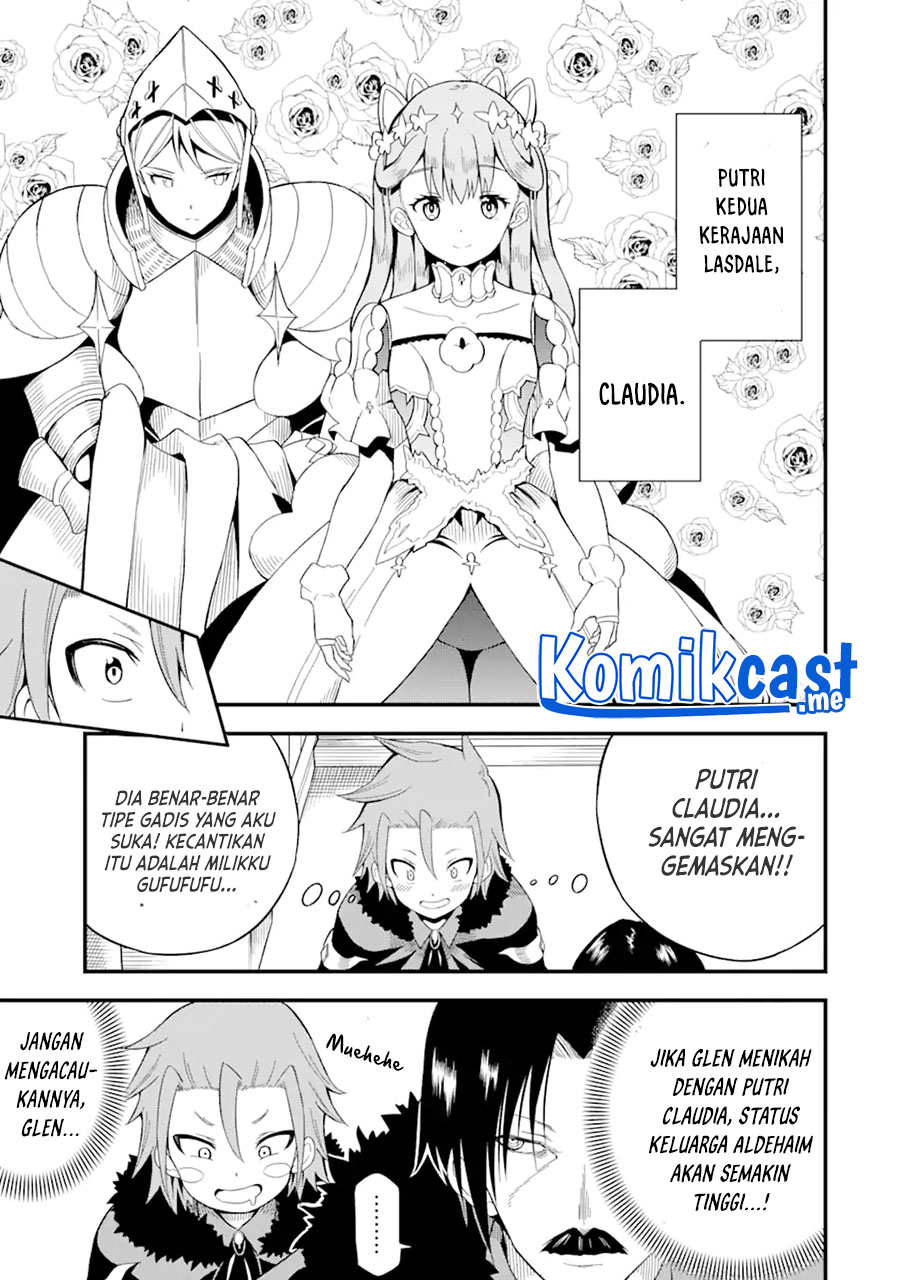 PUTRI
KEDUA
KERAJAAN
LASDALE,
CLAUDIA.
Komikcast
.me
PUTRI
CLAUDIA...
SANGAT MENG-
GEMASKAN!!
DIA BENAR-BENAR
TIPE GADIS YANG AKU
SUKA! KECANTIKAN
ITU ADALAH MILIKKU
GUFUFUFU...
JIKA GLEN MENIKAH
DENGAN PUTRI
CLAUDIA, STATUS
KELUARGA ALDEHAIM
AKAN SEMAKIN
TINGGI...!
Muehehe
.........
JANGAN
MENGACAU-
KANNYA,
GLEN...